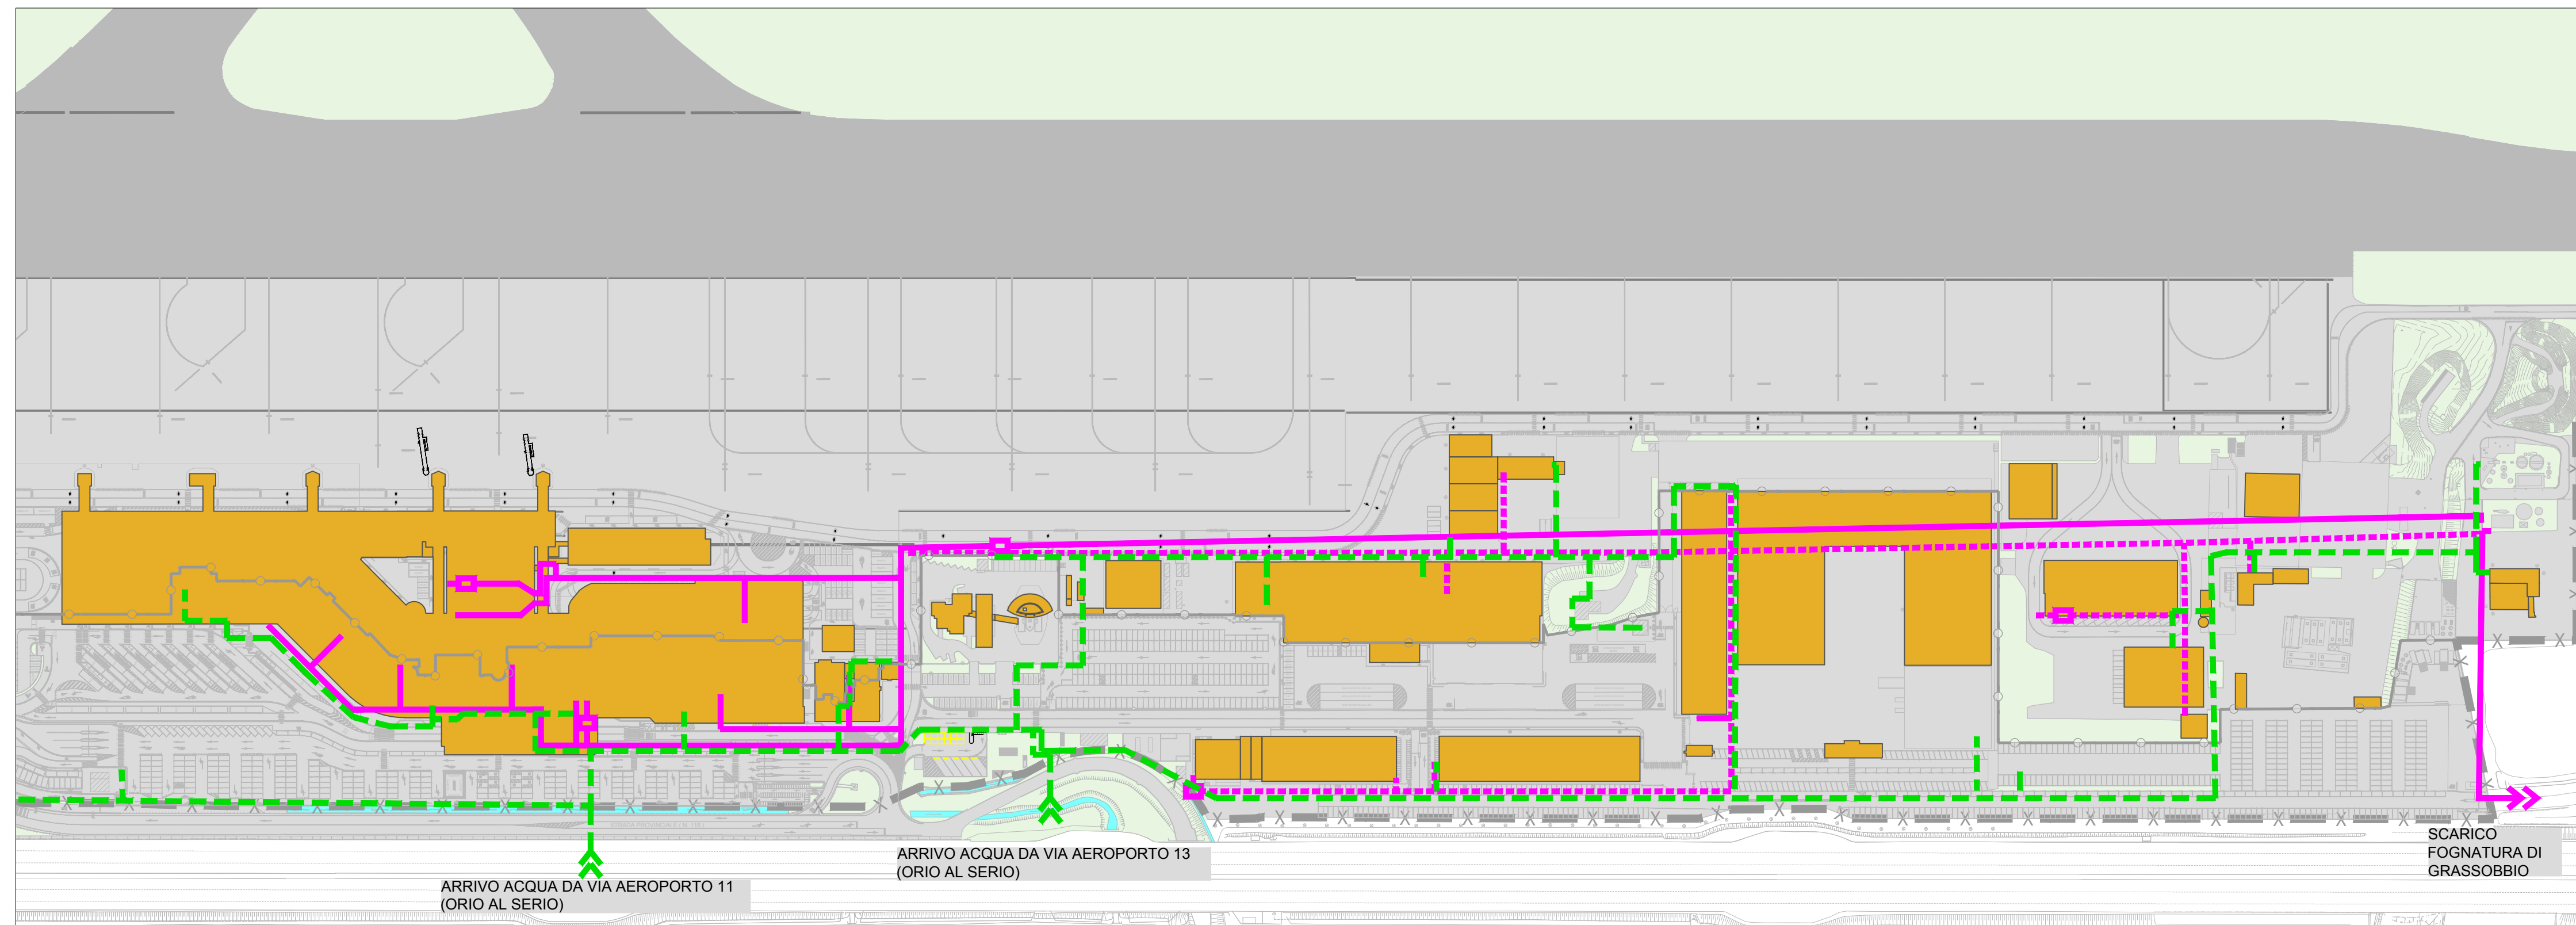 ARRIVO ACQUA DA VIA AEROPORTO 11
(ORIO AL SERIO)
ARRIVO ACQUA DA VIA AEROPORTO 13
(ORIO AL SERIO)
SCARICO
FOGNATURA DI
GRASSOBBIO